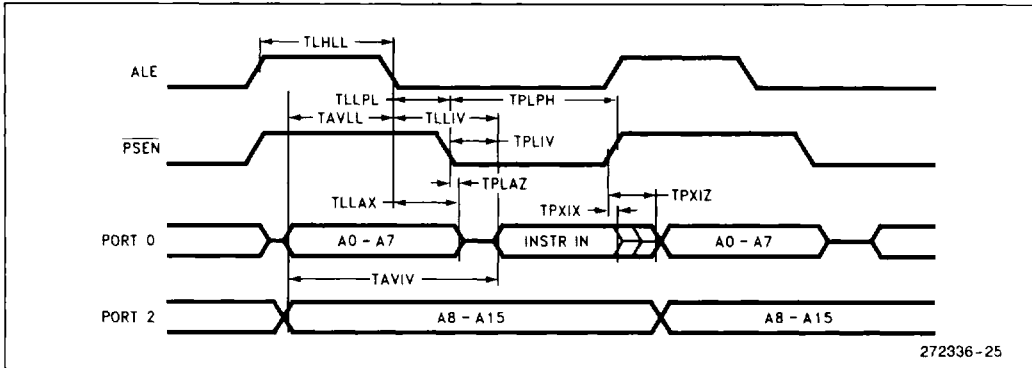 TLHLL
ALE
TLLPL TPLPH
TAVLL TLLIV
PSEN TPLIV
TPLAZ
TLLAX TPXIZ
TPXIX
PORT 0 A0 - A7 INSTR IN A0 - A7
TAVIV
PORT 2 A8 - A15 A8 - A15
272336-25